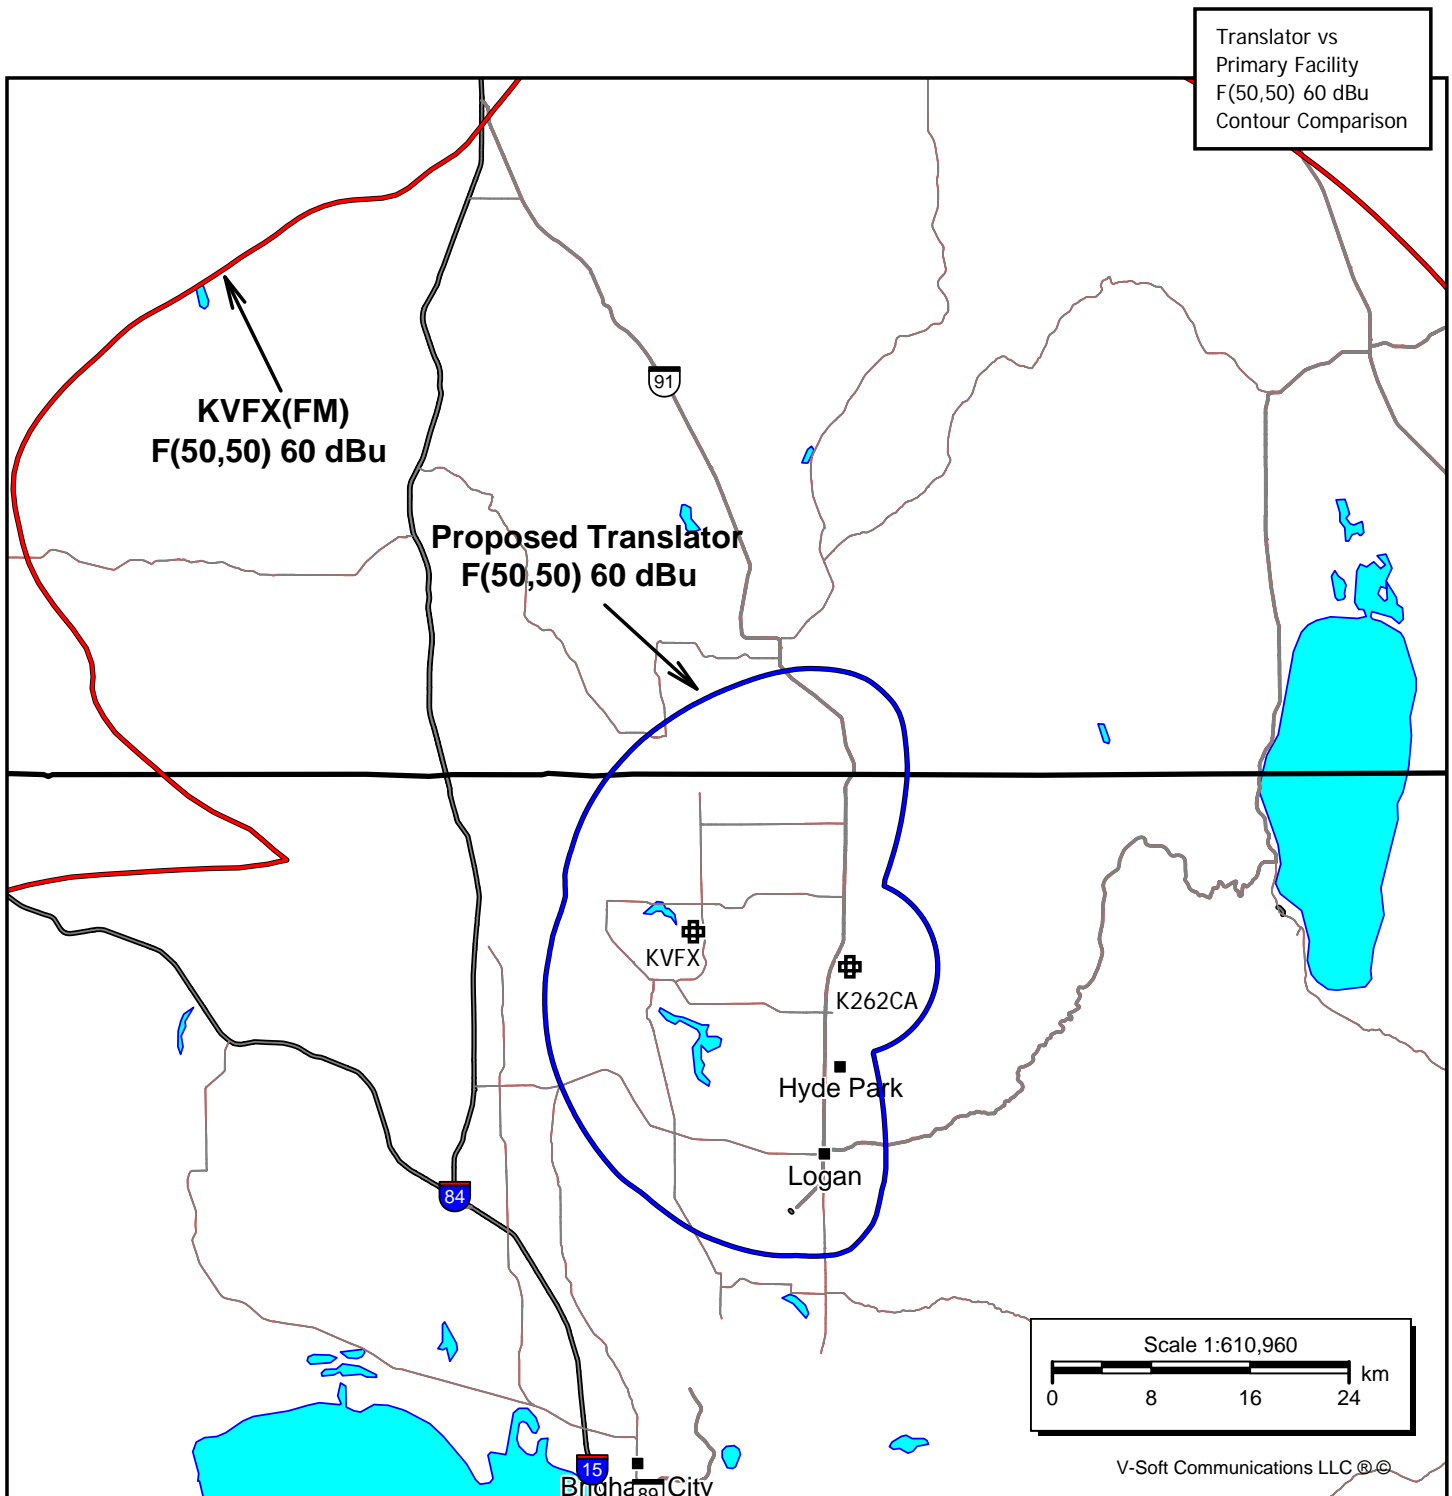 Translator vs
Primary Facility
F(50,50) 60 dBu
Contour Comparison
91
KVFX(FM)
F(50,50) 60 dBu
Proposed Translator
F(50,50) 60 dBu
KVFX
K262CA
Hyde Park
Logan
84
Scale 1:610,960
km
0 8 16 24
15
V-Soft Communications LLC ® ©
City
89